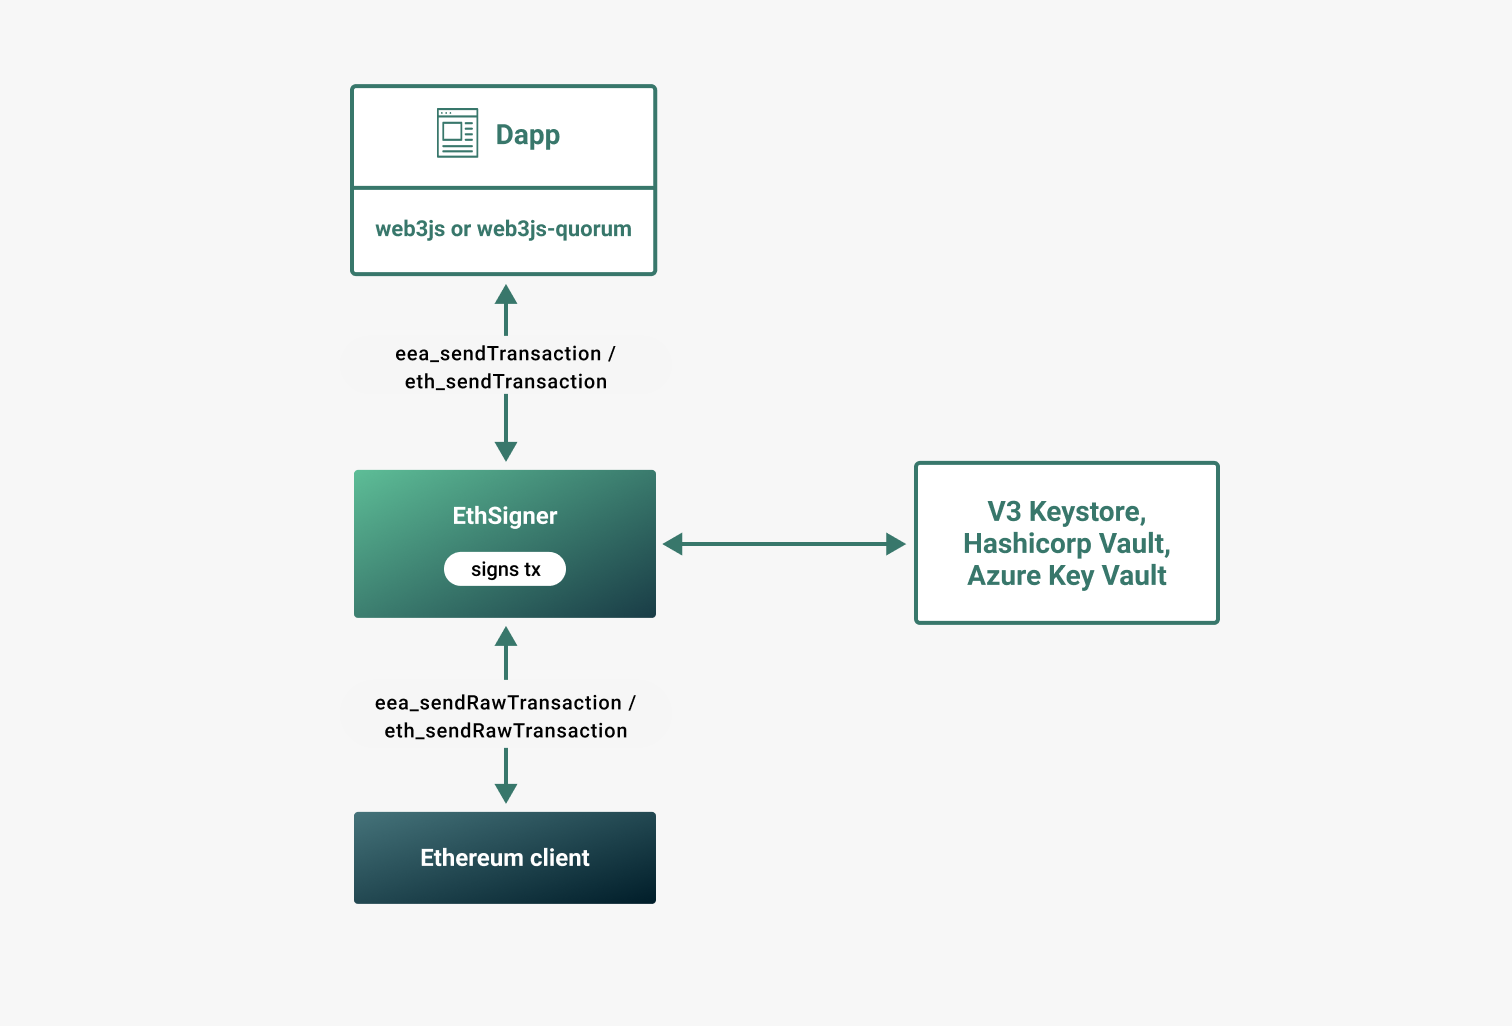 Dapp
web3js or web3js-quorum
eea_sendTransaction /
eth_sendTransaction
EthSigner
signs tx
V3 Keystore,
Hashicorp Vault,
Azure Key Vault
eea_sendRawTransaction /
eth_sendRawTransaction
Ethereum client